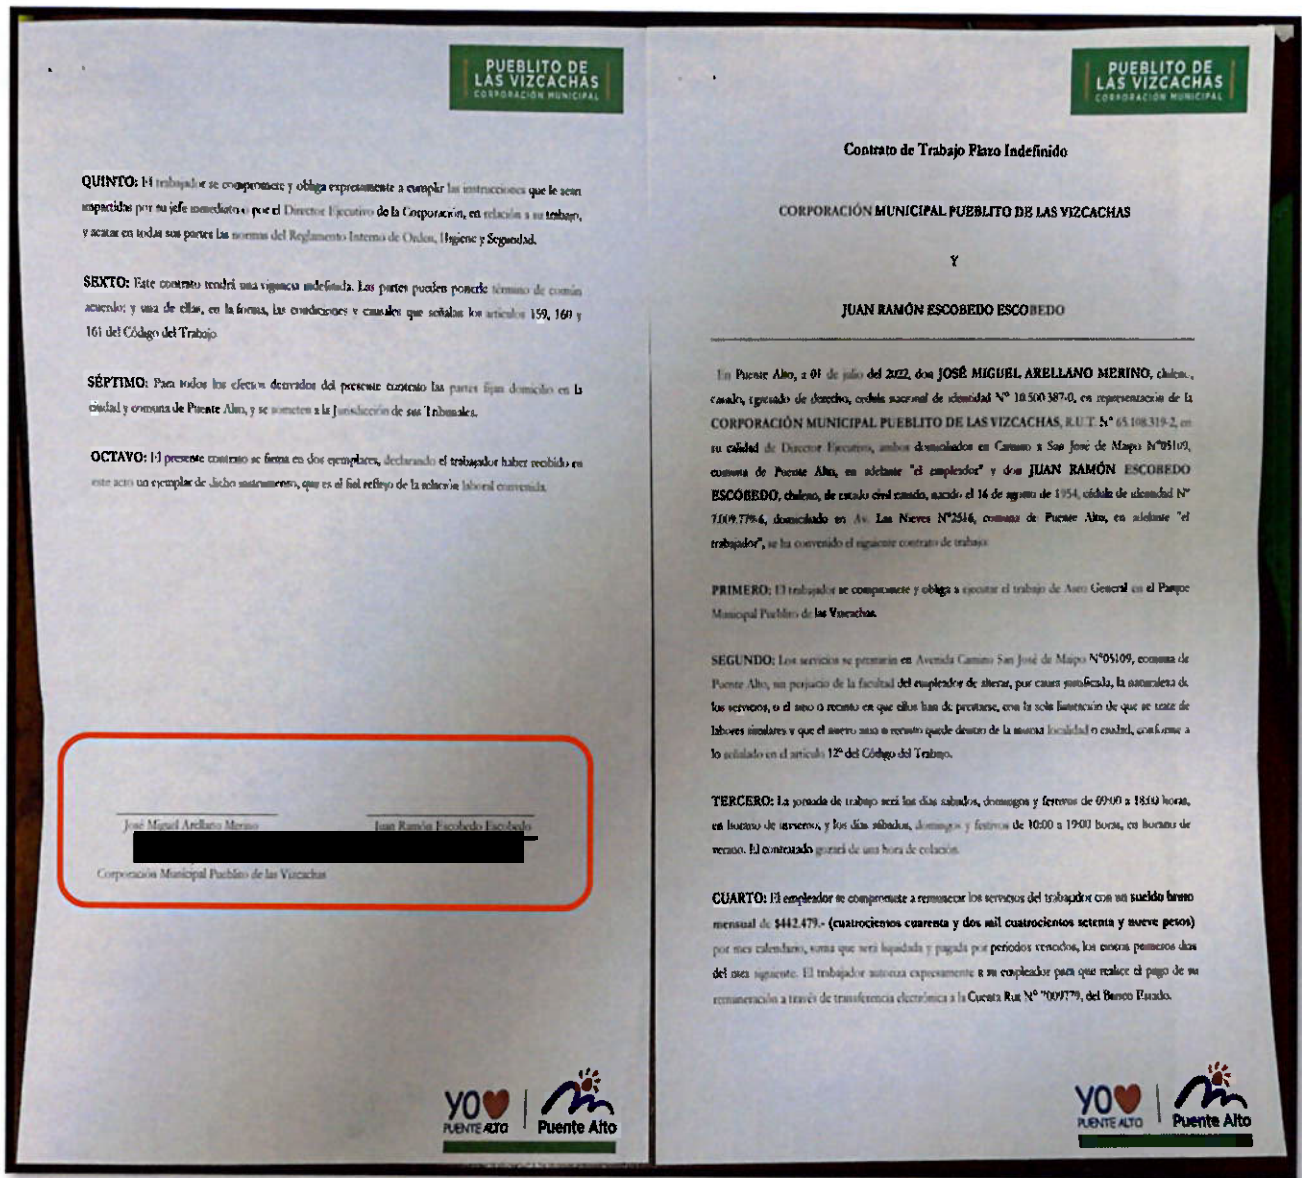 PUEBLITO DE
LAS VIZCACHAS
CORPORACIÓN MUNICIPAL
QUINTO: El trabajador se compromete y obliga expresamente a cumplir las instrucciones que le sean
impartidas por su jefe inmediato o por el Director Ejecutivo de la Corporación, en relación a su trabajo,
y acatar en todas sus partes las normas del Reglamento Interno de Orden, Higiene y Seguridad.
SEXTO: Este contrato tendrá una vigencia indefinida. Las partes pueden ponerle término de común
acuerdo; y una de ellas, en la forma, las condiciones y causales que señalan los artículos 159, 160 y
161 del Código del Trabajo
SÉPTIMO: Para todos los efectos derivados del presente contrato las partes fijan domicilio en la
ciudad y comuna de Puente Alto, y se someten a la Jurisdicción de sus Tribunales.
OCTAVO: El presente contrato se firma en dos ejemplares, declarando el trabajador haber recibido en
este acto un ejemplar de dicho instrumento, que es el fiel reflejo de la relación laboral convenida.
José Miguel Arellano Merino
Juan Ramón Escobedo Escobedo
Corporación Municipal Pueblito de las Vizcachas
YO
PUENTE ALTO
Puente Alto
PUEBLITO DE
LAS VIZCACHAS
CORPORACIÓN MUNICIPAL
Contrato de Trabajo Plazo Indefinido
CORPORACIÓN MUNICIPAL PUEBLITO DE LAS VIZCACHAS
Y
JUAN RAMÓN ESCOBEDO ESCOBEDO
En Puente Alto, a 01 de julio del 2022, don JOSÉ MIGUEL ARELLANO MERINO, chileno,
casado, egresado de derecho, cédula nacional de identidad N° 10.500.387-0, en representación de la
CORPORACIÓN MUNICIPAL PUEBLITO DE LAS VIZCACHAS, R.U.T. N° 65.108.319-2, en
su calidad de Director Ejecutivo, ambos domiciliados en Camino a San José de Maipo N°05109,
comuna de Puente Alto, en adelante "el empleador" y don JUAN RAMÓN ESCOBEDO
ESCOBEDO, chileno, de estado civil casado, nacido el 16 de agosto de 1954, cédula de identidad N°
7.009.779-6, domiciliado en Av. Las Nieves N°2516, comuna de Puente Alto, en adelante "el
trabajador", se ha convenido el siguiente contrato de trabajo:
PRIMERO: El trabajador se compromete y obliga a ejecutar el trabajo de Aseo General en el Parque
Municipal Pueblito de las Vizcachas.
SEGUNDO: Los servicios se prestarán en Avenida Camino San José de Maipo N°05109, comuna de
Puente Alto, sin perjuicio de la facultad del empleador de alterar, por causa justificada, la naturaleza de
los servicios, o el sitio o recinto en que ellos han de prestarse, con la sola limitación de que se trate de
labores similares y que el nuevo sitio o recinto quede dentro de la misma localidad o ciudad, conforme a
lo señalado en el artículo 12° del Código del Trabajo.
TERCERO: La jornada de trabajo será los días sábados, domingos y festivos de 09:00 a 18:00 horas,
en horario de invierno, y los días sábados, domingos y festivos de 10:00 a 19:00 horas, en horario de
verano. El contratado gozará de una hora de colación.
CUARTO: El empleador se compromete a remunerar los servicios del trabajador con un sueldo bruto
mensual de $442.479.- (cuatrocientos cuarenta y dos mil cuatrocientos setenta y nueve pesos)
por mes calendario, suma que será liquidada y pagada por periodos vencidos, los cincos primeros días
del mes siguiente. El trabajador autoriza expresamente a su empleador para que realice el pago de su
remuneración a través de transferencia electrónica a la Cuenta Rut N° 7009779, del Banco Estado.
YO
PUENTE ALTO
Puente Alto